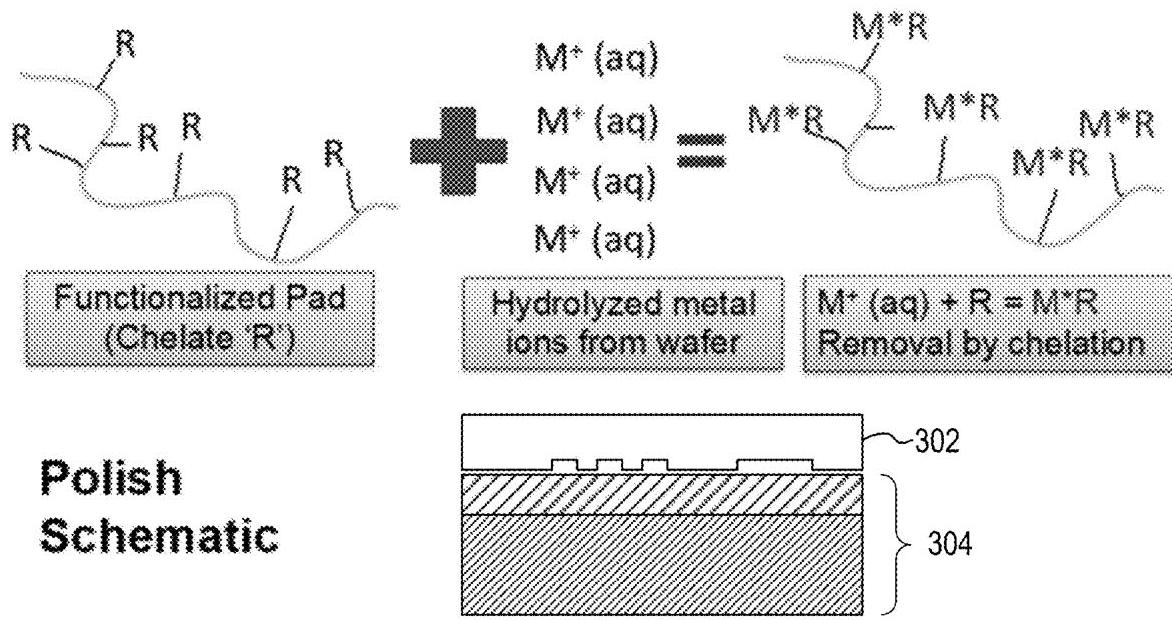 R
R
R
R
R
R
M⁺ (aq)
M⁺ (aq)
M⁺ (aq)
M⁺ (aq)
M*R
M*R
M*R
M*R
M*R
Functionalized Pad
(Chelate ‘R’)
Hydrolyzed metal
ions from wafer
M⁺ (aq) + R = M*R
Removal by chelation
Polish
Schematic
302
304